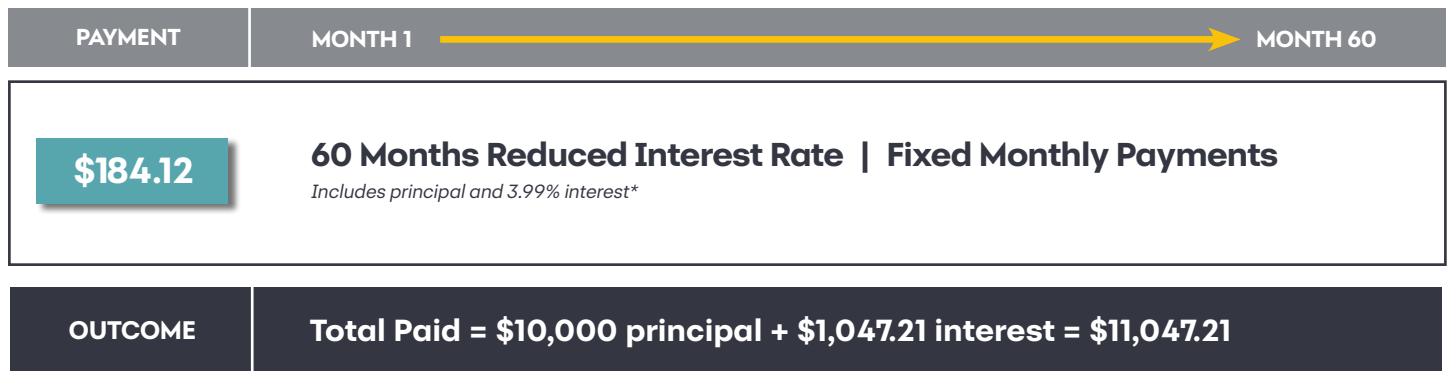 PAYMENT
MONTH 1
MONTH 60
$184.12
60 Months Reduced Interest Rate | Fixed Monthly Payments
Includes principal and 3.99% interest*
OUTCOME
Total Paid = $10,000 principal + $1,047.21 interest = $11,047.21